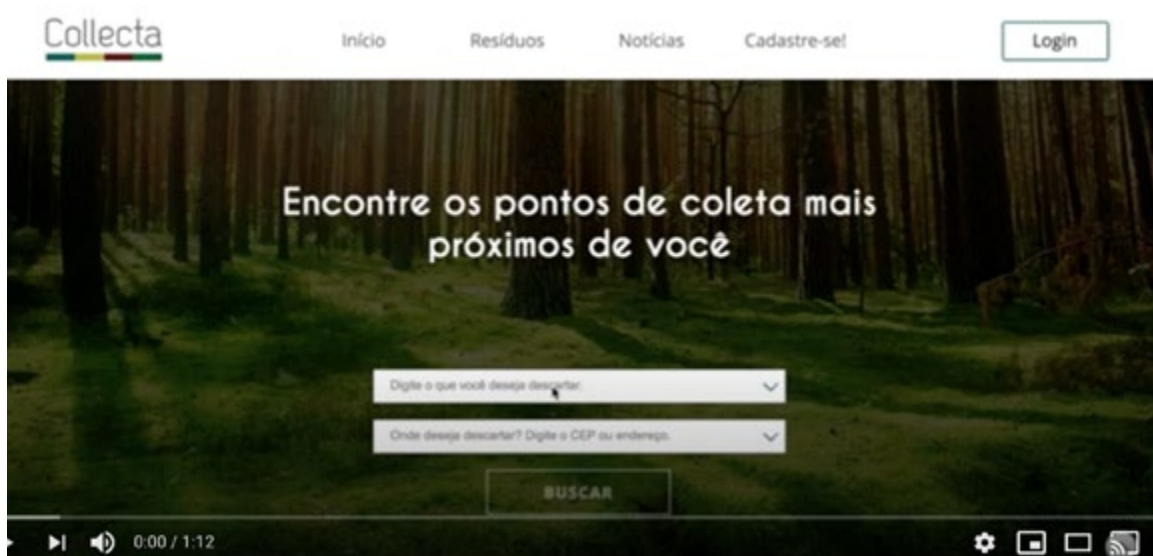 Collecta
Início
Resíduos
Notícias
Cadastre-se!
Login
Encontre os pontos de coleta mais
próximos de você
Digite o que você deseja descartar.
Onde deseja descartar? Digite o CEP ou endereço.
BUSCAR
0:00 / 1:12